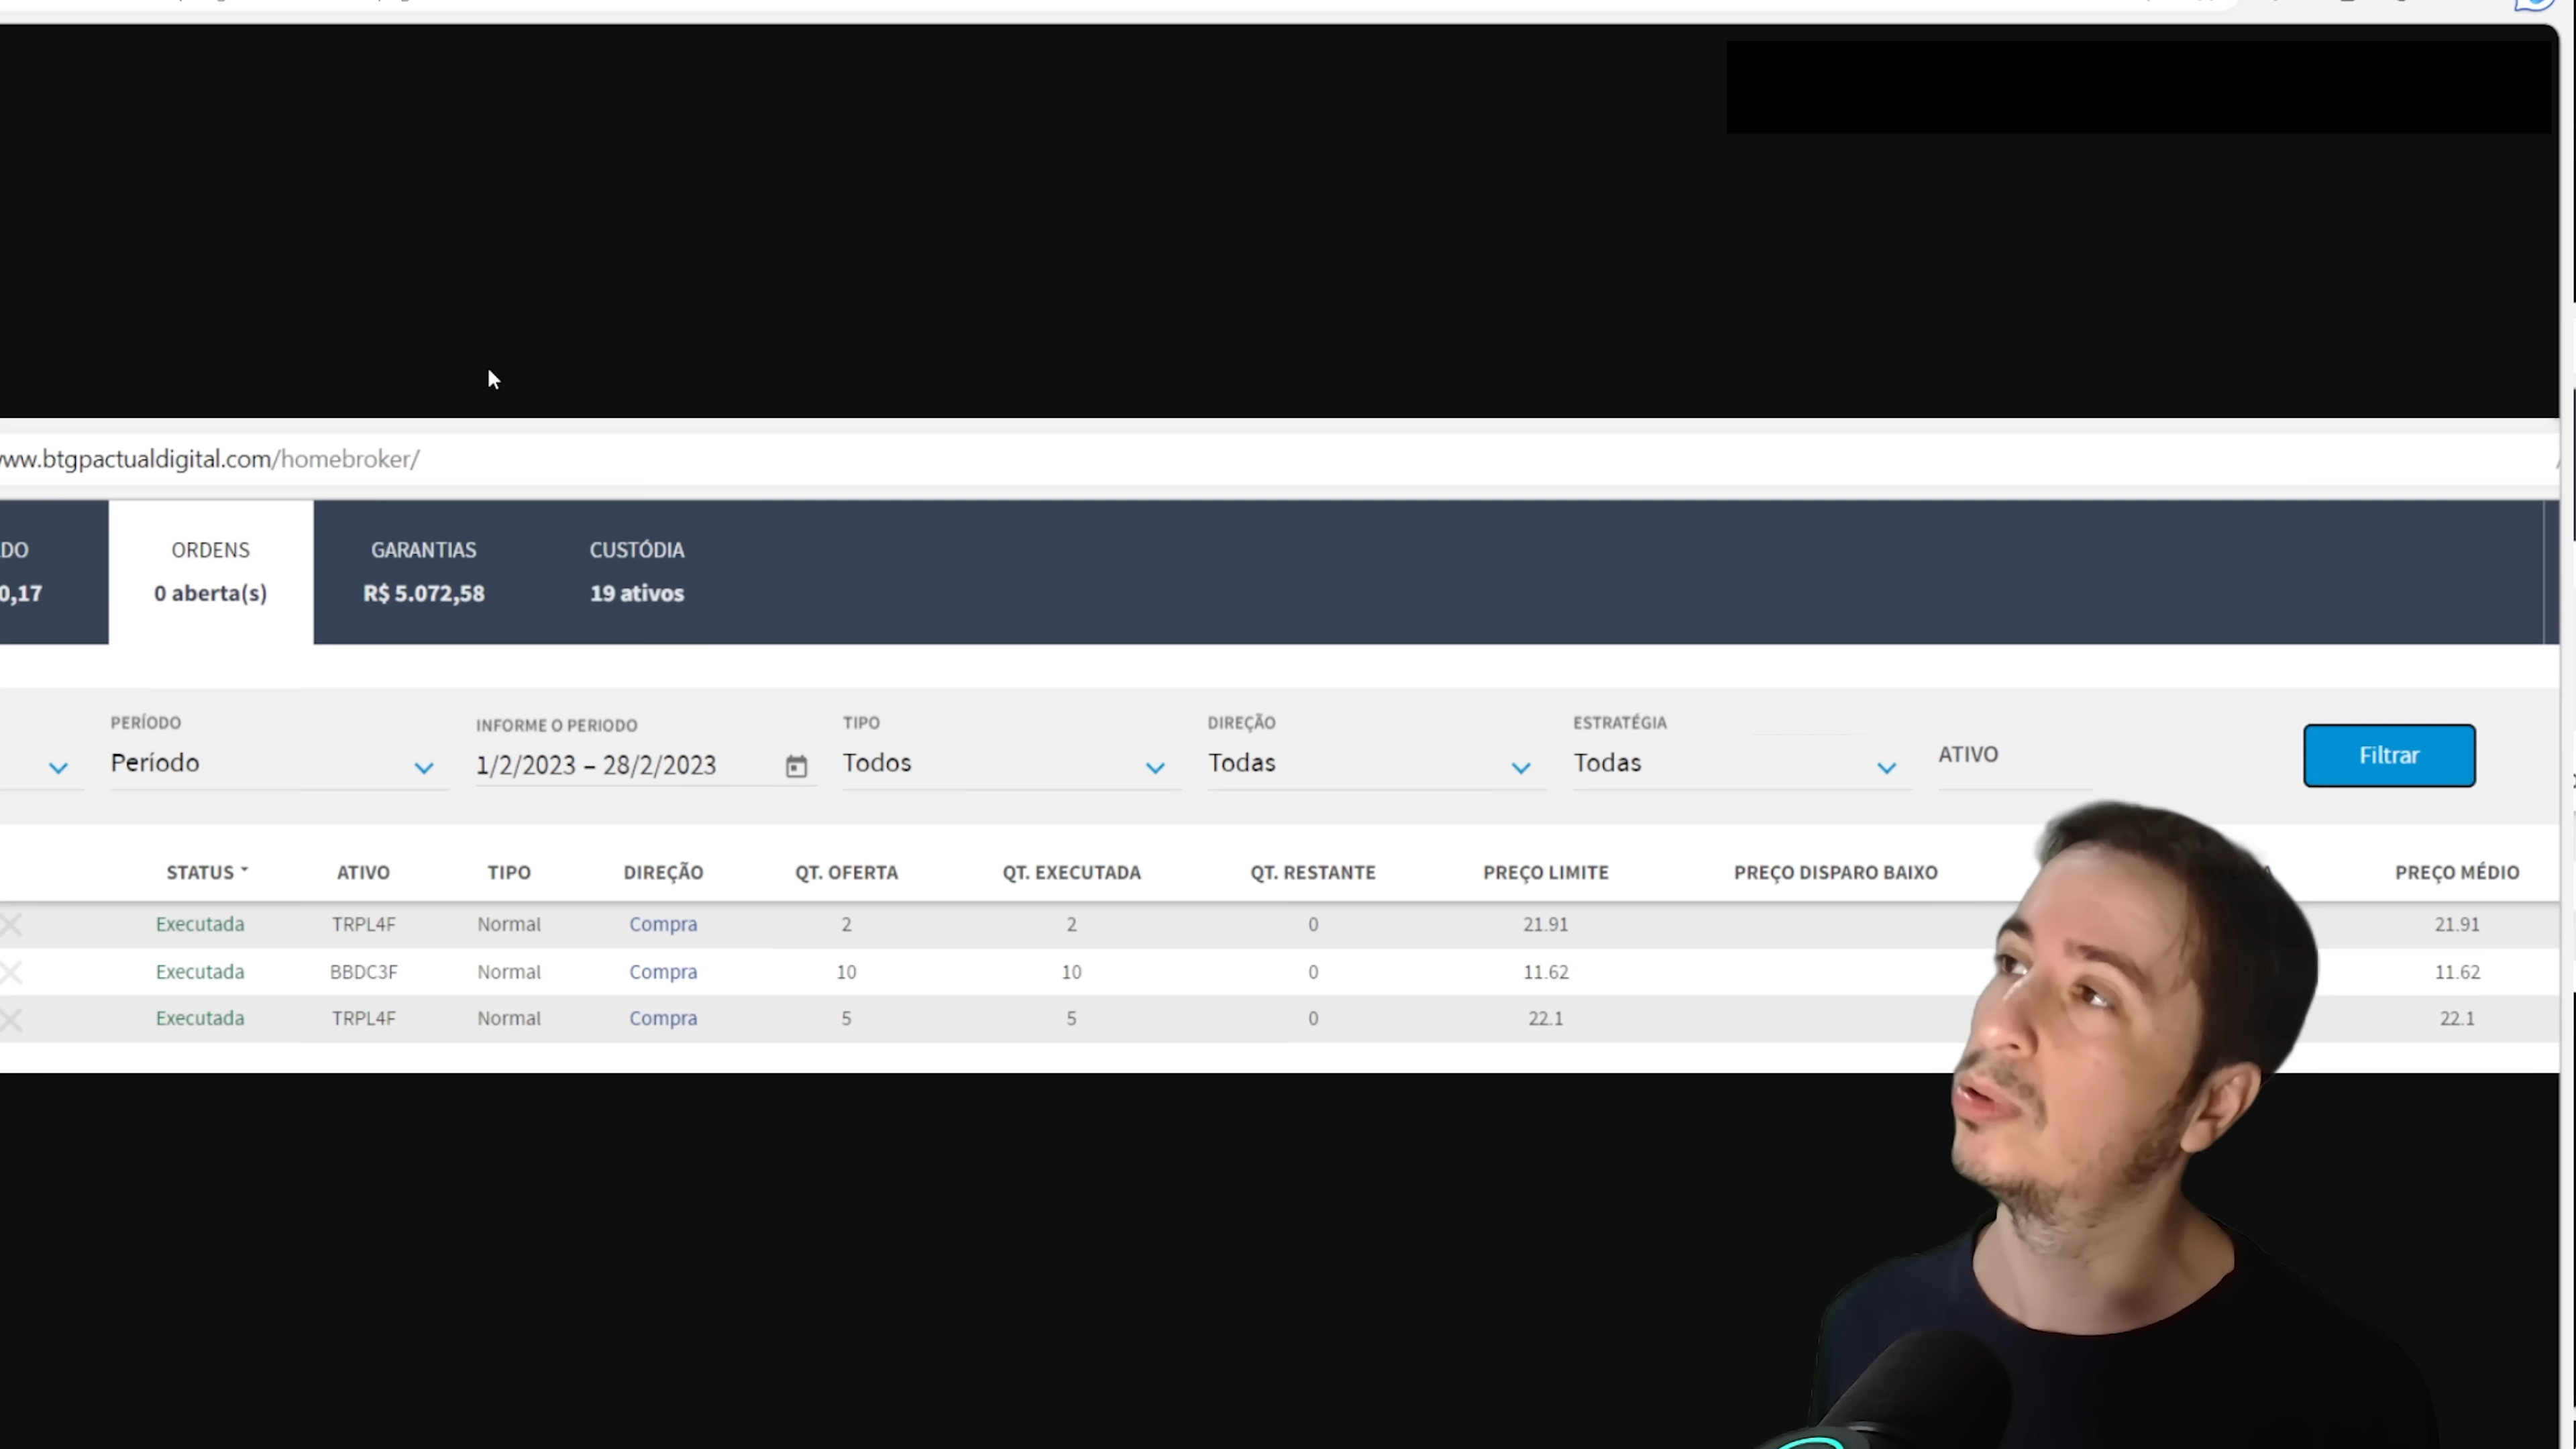 www.btgpactualdigital.com/homebroker/
DO ORDENS GARANTIAS CUSTÓDIA
0,17 0 aberta(s) R$ 5.072,58 19 ativos
PERÍODO INFORME O PERIODO TIPO DIREÇÃO ESTRATÉGIA
Período 1/2/2023 – 28/2/2023 Todos Todas Todas ATIVO Filtrar
STATUS ATIVO TIPO DIREÇÃO QT. OFERTA QT. EXECUTADA QT. RESTANTE PREÇO LIMITE PREÇO DISPARO BAIXO PREÇO MÉDIO
Executada TRPL4F Normal Compra 2 2 0 21.91 21.91
Executada BBDC3F Normal Compra 10 10 0 11.62 11.62
Executada TRPL4F Normal Compra 5 5 0 22.1 22.1